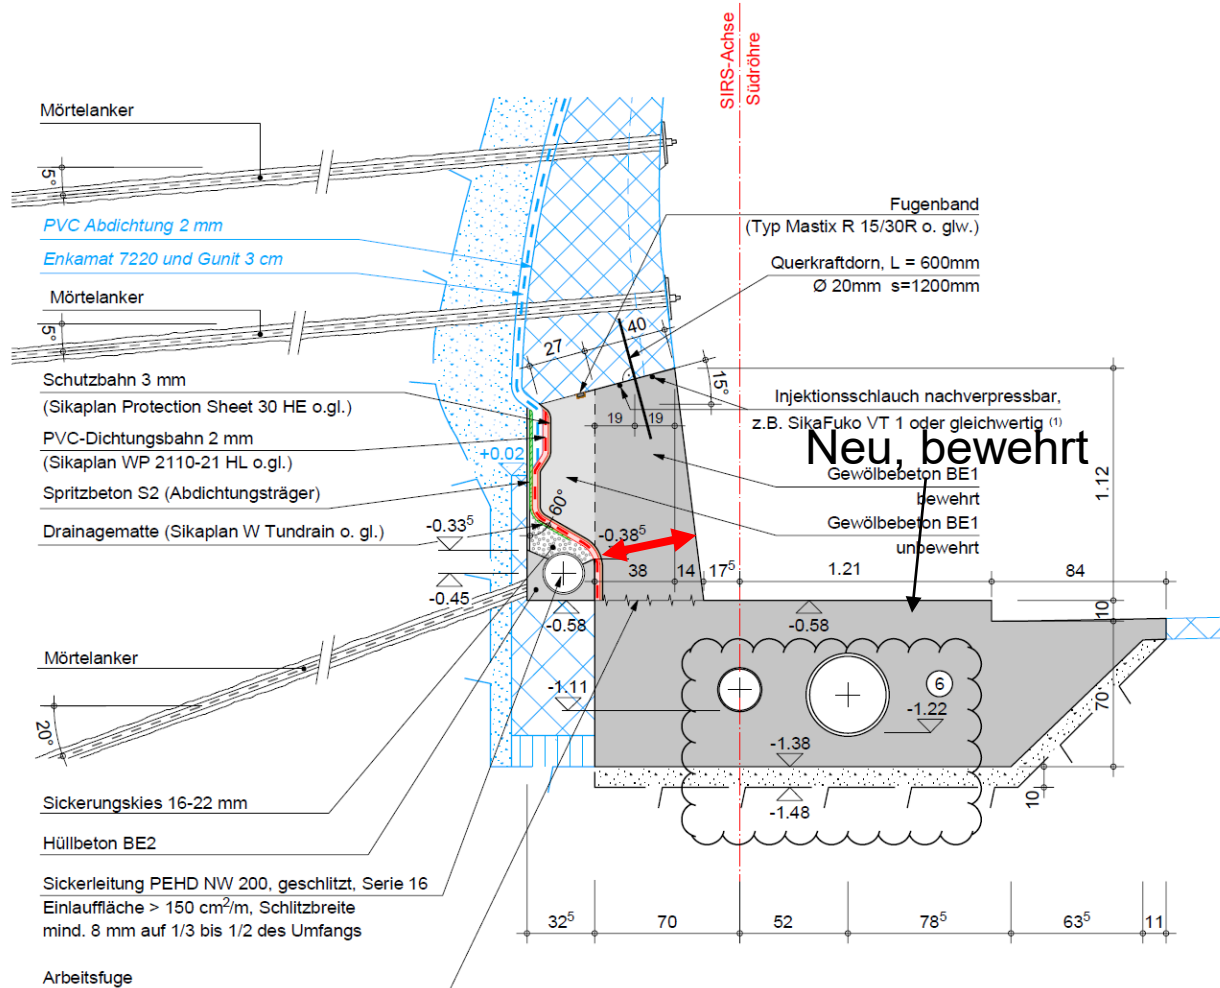 SIRS-Achse
Südröhre
Mörtelanker
5°
PVC Abdichtung 2 mm
Enkamat 7220 und Gunit 3 cm
Mörtelanker
5°
Fugenband
(Typ Mastix R 15/30R o. glw.)
Querkraftdorn, L = 600mm
Ø 20mm s=1200mm
27
40
15°
Schutzbahn 3 mm
(Sikaplan Protection Sheet 30 HE o.gl.)
PVC-Dichtungsbahn 2 mm
(Sikaplan WP 2110-21 HL o.gl.)
Spritzbeton S2 (Abdichtungsträger)
Drainagematte (Sikaplan W Tundrain o. gl.)
Injektionsschlauch nachverpressbar,
z.B. SikaFuko VT 1 oder gleichwertig (1)
Neu, bewehrt
Gewölbebeton BE1
bewehrt
Gewölbebeton BE1
unbewehrt
19
19
+0.02
60°
1.12
-0.33⁵
-0.38⁵
-0.45
38
14
17⁵
1.21
84
10
-0.58
-0.58
Mörtelanker
20°
-1.11
6
-1.22
70
-1.38
-1.48
10
Sickerungskies 16-22 mm
Hüllbeton BE2
Sickerleitung PEHD NW 200, geschlitzt, Serie 16
Einlauffläche > 150 cm²/m, Schlitzbreite
mind. 8 mm auf 1/3 bis 1/2 des Umfangs
32⁵
70
52
78⁵
63⁵
11
Arbeitsfuge